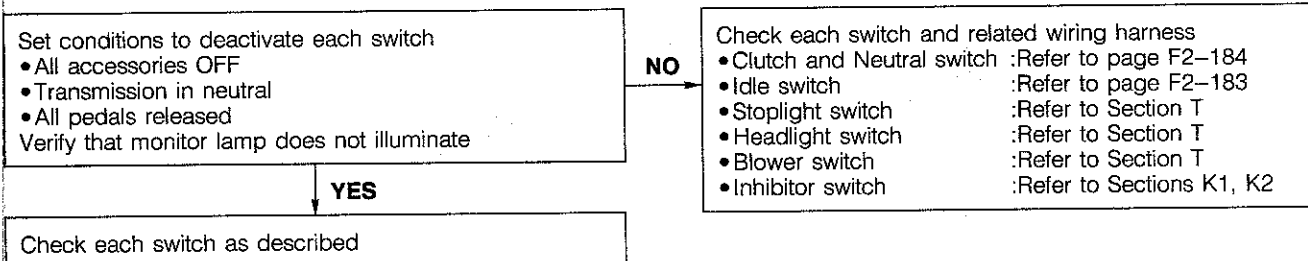 Set conditions to deactivate each switch
•All accessories OFF
•Transmission in neutral
•All pedals released
Verify that monitor lamp does not illuminate
NO
Check each switch and related wiring harness
•Clutch and Neutral switch :Refer to page F2–184
•Idle switch :Refer to page F2–183
•Stoplight switch :Refer to Section T
•Headlight switch :Refer to Section T
•Blower switch :Refer to Section T
•Inhibitor switch :Refer to Sections K1, K2
YES
Check each switch as described